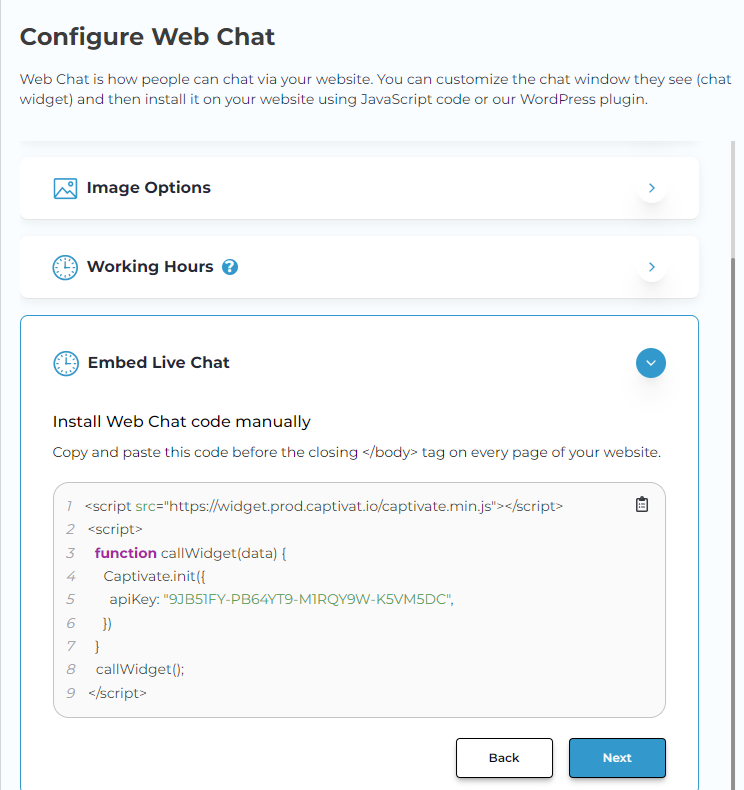 Configure Web Chat
Web Chat is how people can chat via your website. You can customize the chat window they see (chat
widget) and then install it on your website using JavaScript code or our WordPress plugin.
Image Options
Working Hours ?
Embed Live Chat
Install Web Chat code manually
Copy and paste this code before the closing </body> tag on every page of your website.
1 <script src="https://widget.prod.captivat.io/captivate.min.js"></script>
2 <script>
3 function callWidget(data) {
4 Captivate.init({
5 apiKey: "9JB51FY-PB64YT9-M1RQY9W-K5VM5DC",
6 })
7 }
8 callWidget();
9 </script>
Back
Next